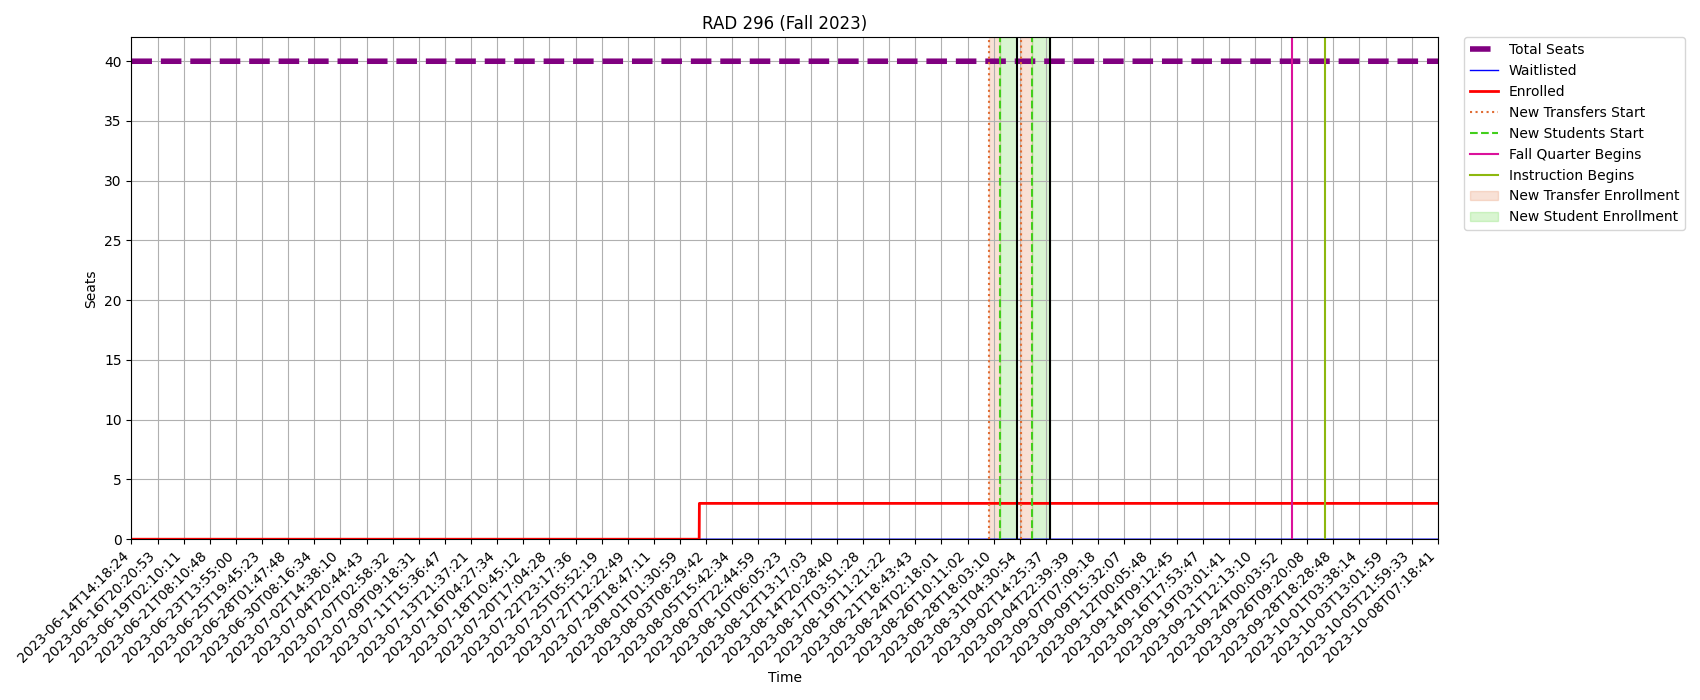 RAD 296 (Fall 2023)
Total Seats
Waitlisted
Enrolled
New Transfers Start
New Students Start
Fall Quarter Begins
Instruction Begins
New Transfer Enrollment
New Student Enrollment
Seats
40
35
30
25
20
15
10
5
0
2023-06-14T14:18:24
2023-06-16T20:20:53
2023-06-19T02:10:11
2023-06-21T08:10:48
2023-06-23T13:55:00
2023-06-25T19:45:23
2023-06-28T01:47:48
2023-06-30T08:16:34
2023-07-02T14:38:10
2023-07-04T20:44:43
2023-07-07T02:58:32
2023-07-09T09:18:31
2023-07-11T15:36:47
2023-07-13T21:37:21
2023-07-16T04:27:34
2023-07-18T10:45:12
2023-07-20T17:04:28
2023-07-22T23:17:36
2023-07-25T05:52:19
2023-07-27T12:22:49
2023-07-29T18:47:11
2023-08-01T01:30:59
2023-08-03T08:29:42
2023-08-05T15:42:34
2023-08-07T22:44:59
2023-08-10T06:05:23
2023-08-12T13:17:03
2023-08-14T20:28:40
2023-08-17T03:51:28
2023-08-19T11:21:22
2023-08-21T18:43:43
2023-08-24T02:18:01
2023-08-26T10:11:02
2023-08-28T18:03:10
2023-08-31T04:30:54
2023-09-02T14:25:37
2023-09-04T22:39:39
2023-09-07T07:09:18
2023-09-09T15:32:07
2023-09-12T00:05:48
2023-09-14T09:12:45
2023-09-16T17:53:47
2023-09-19T03:01:41
2023-09-21T12:13:10
2023-09-24T00:03:52
2023-09-26T09:20:08
2023-09-28T18:28:48
2023-10-01T03:38:14
2023-10-03T13:01:59
2023-10-05T21:59:33
2023-10-08T07:18:41
Time